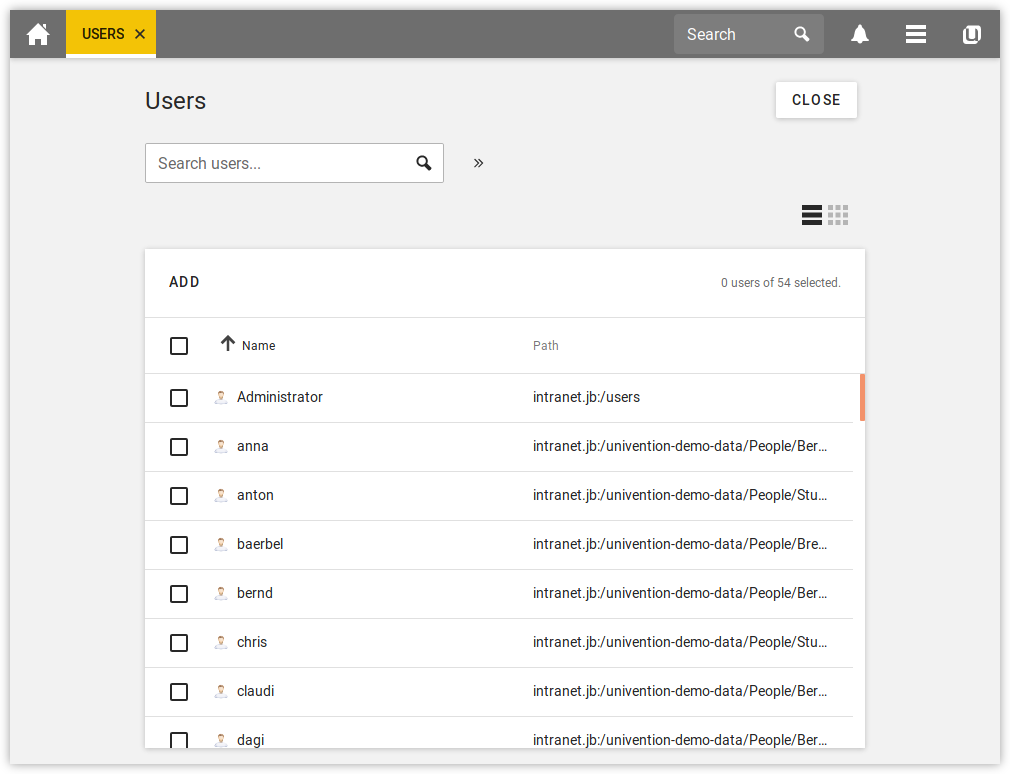 USERS
Search
Users
CLOSE
Search users...
ADD
0 users of 54 selected.
Name Path
Administrator intranet.jb:/users
anna intranet.jb:/univention-demo-data/People/Ber...
anton intranet.jb:/univention-demo-data/People/Stu...
baerbel intranet.jb:/univention-demo-data/People/Bre...
bernd intranet.jb:/univention-demo-data/People/Ber...
chris intranet.jb:/univention-demo-data/People/Stu...
claudi intranet.jb:/univention-demo-data/People/Ber...
dagi intranet.jb:/univention-demo-data/People/Ber...